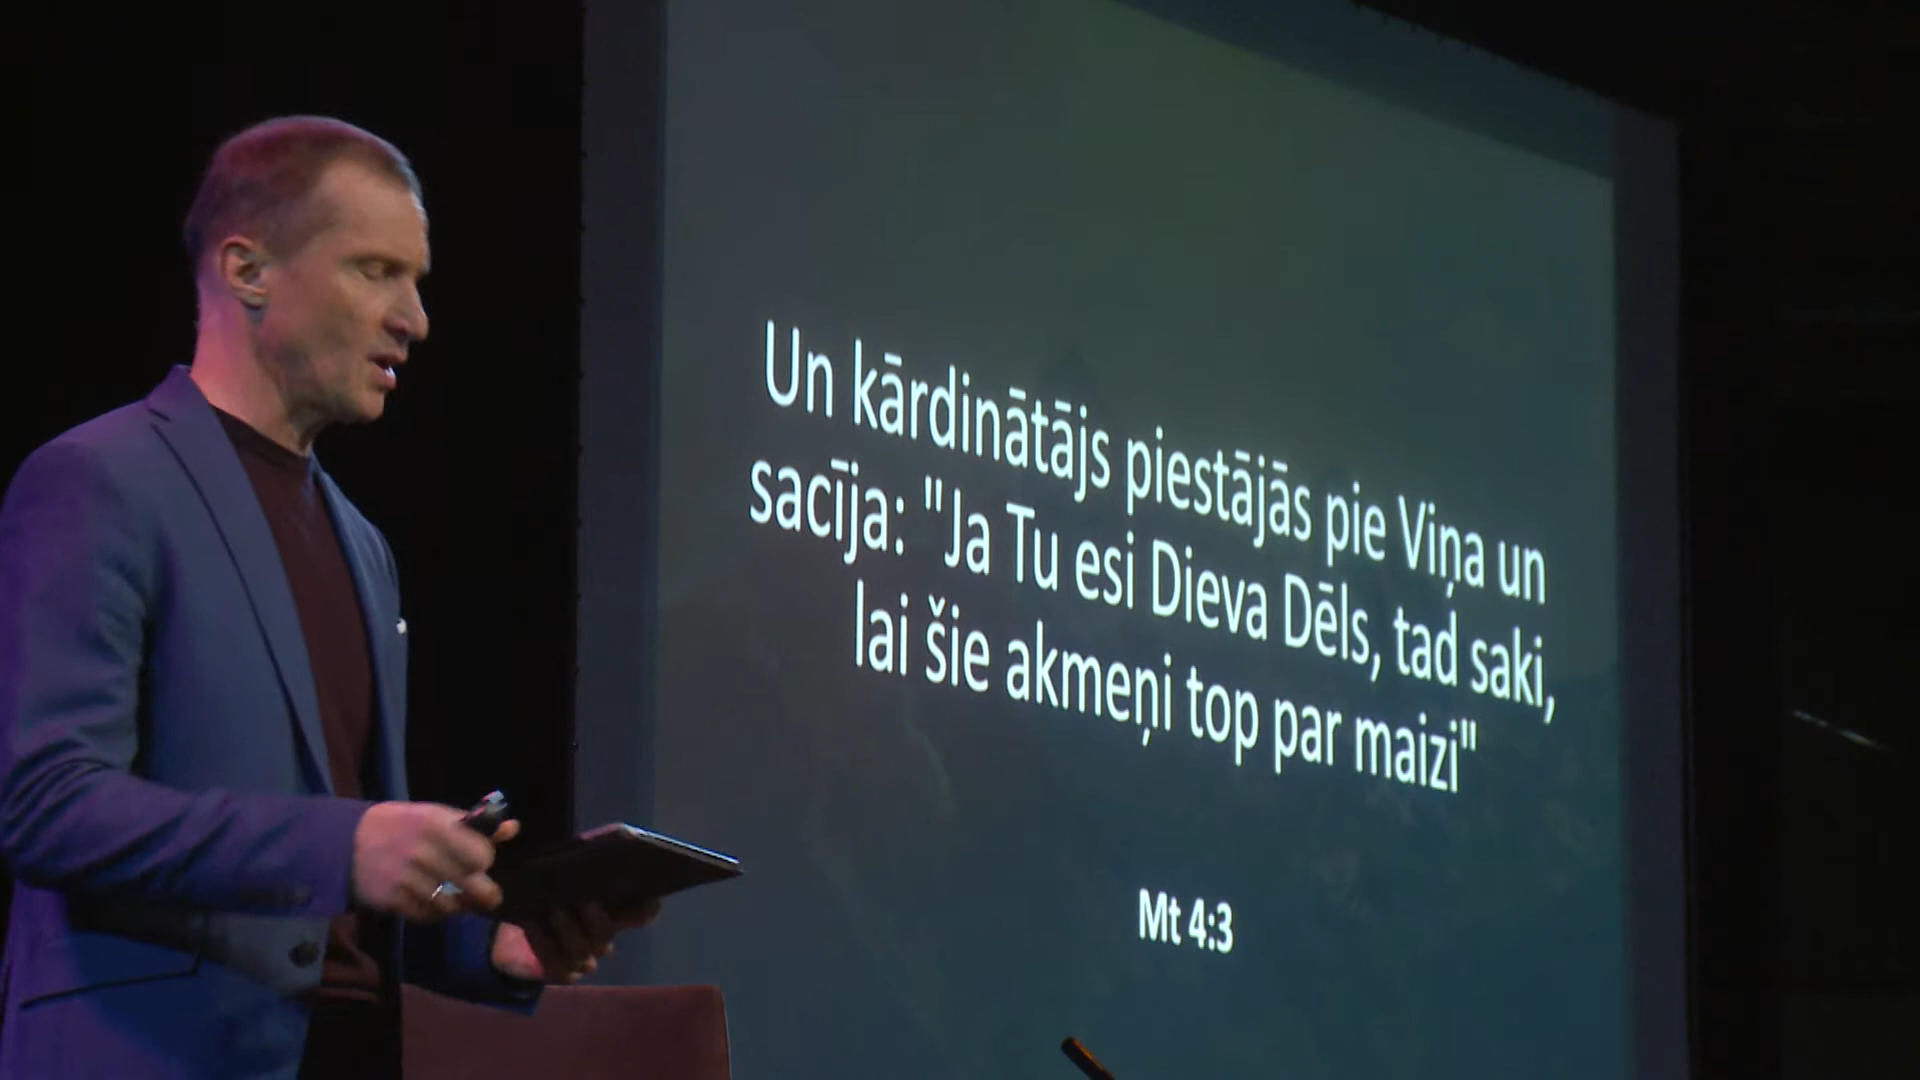 Un kārdinātājs piestājās pie Viņa un
sacīja: "Ja Tu esi Dieva Dēls, tad saki,
lai šie akmeņi top par maizi"
Mt 4:3